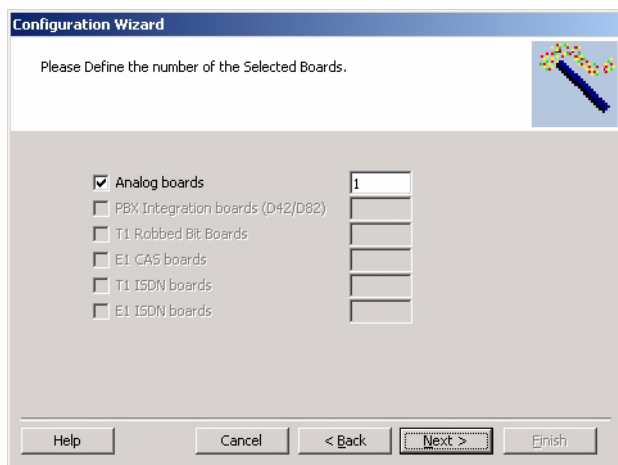 Configuration Wizard
Please Define the number of the Selected Boards.
Analog boards 1
PBX Integration boards (D42/D82)
T1 Robbed Bit Boards
E1 CAS boards
T1 ISDN boards
E1 ISDN boards
Help Cancel < Back Next > Finish